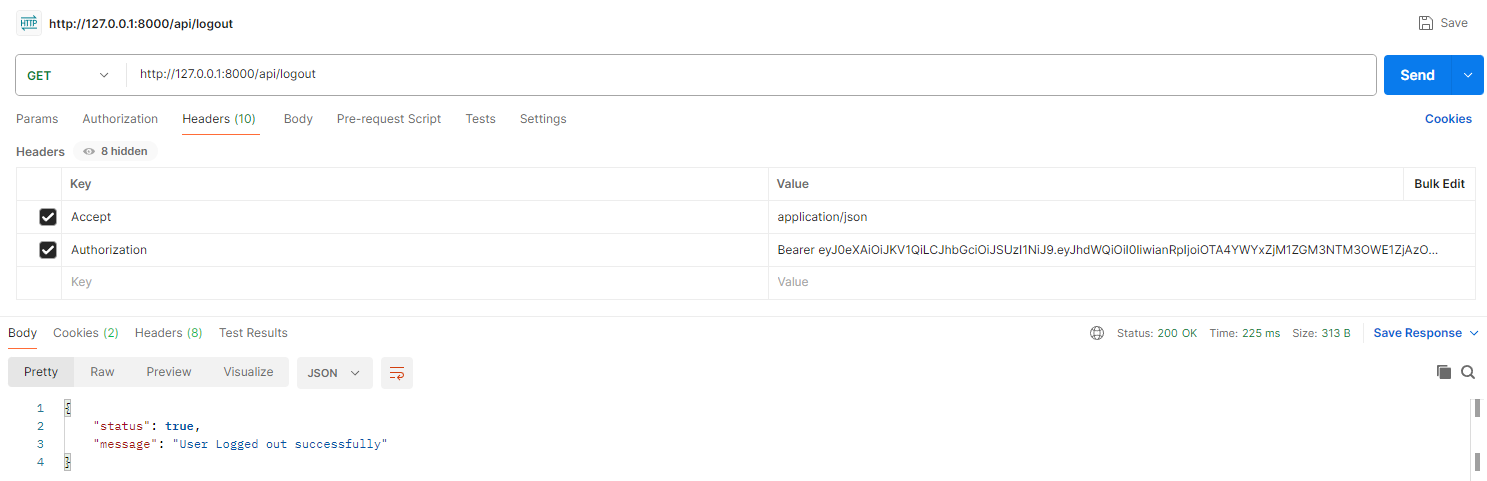 HTTP http://127.0.0.1:8000/api/logout Save
GET http://127.0.0.1:8000/api/logout Send
Params Authorization Headers (10) Body Pre-request Script Tests Settings Cookies
Headers 8 hidden
Key Value Bulk Edit
Accept application/json
Authorization Bearer eyJ0eXAiOiJKV1QiLCJhbGciOiJSUzI1NiJ9.eyJhdWQiOiI0IiwianRpIjoiOTA4YWYxZjM1ZGM3NTM3OWE1ZjAzO...
Key Value
Body Cookies (2) Headers (8) Test Results Status: 200 OK Time: 225 ms Size: 313 B Save Response
Pretty Raw Preview Visualize JSON
1 {
2 "status": true,
3 "message": "User Logged out successfully"
4 }